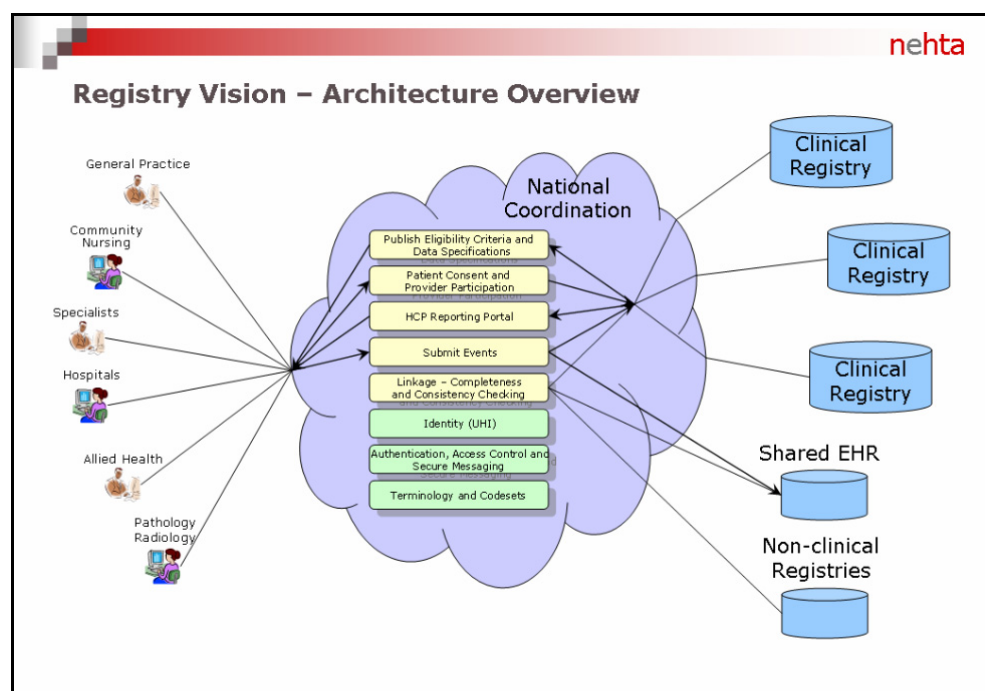 nehta
Registry Vision – Architecture Overview
General Practice
Community
Nursing
Specialists
Hospitals
Allied Health
Pathology
Radiology
National
Coordination
Publish Eligibility Criteria and
Data Specifications
Patient Consent and
Provider Participation
HCP Reporting Portal
Submit Events
Linkage – Completeness
and Consistency Checking
Identity (UHI)
Authentication, Access Control and
Secure Messaging
Terminology and Codesets
Clinical
Registry
Clinical
Registry
Clinical
Registry
Shared EHR
Non-clinical
Registries